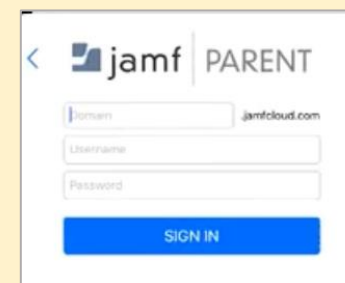 jamf PARENT
Domain .jamfcloud.com
Username
Password
SIGN IN